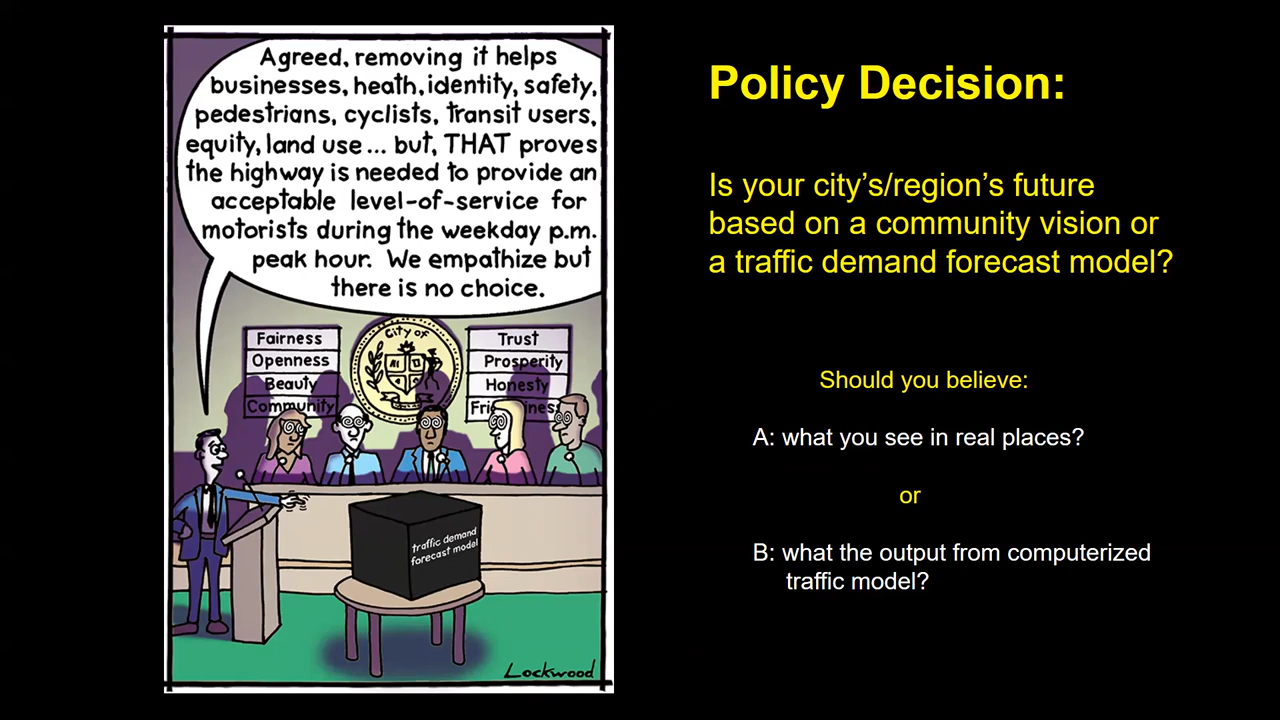 Agreed, removing it helps
businesses, heath, identity, safety,
pedestrians, cyclists, transit users,
equity, land use ... but, THAT proves
the highway is needed to provide an
acceptable level-of-service for
motorists during the weekday p.m.
peak hour. We empathize but
there is no choice.
Fairness
Openness
Beauty
Community
City of
Trust
Prosperity
Honesty
traffic demand
forecast model
Lockwood
Policy Decision:
Is your city’s/region’s future
based on a community vision or
a traffic demand forecast model?
Should you believe:
A: what you see in real places?
or
B: what the output from computerized
traffic model?